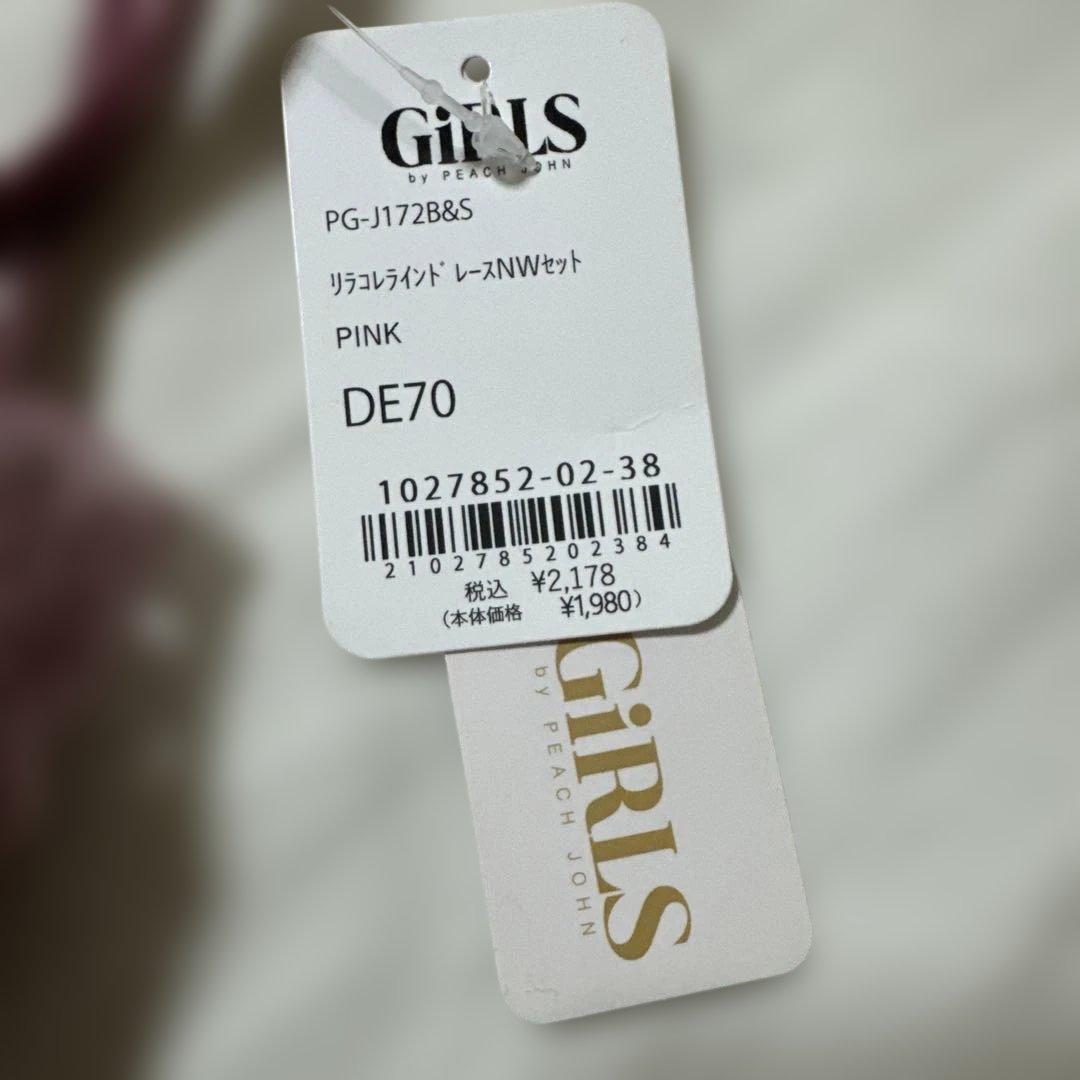 GiRLS
by PEACH JOHN
PG-J172B&S
ﾘﾗｺﾚﾗｲﾝﾄﾞ ﾚｰｽNWｾｯﾄ
PINK
DE70
1027852-02-38
2102785202384
税込 ¥2,178
(本体価格 ¥1,980)
GiRLS
by PEACH JOHN